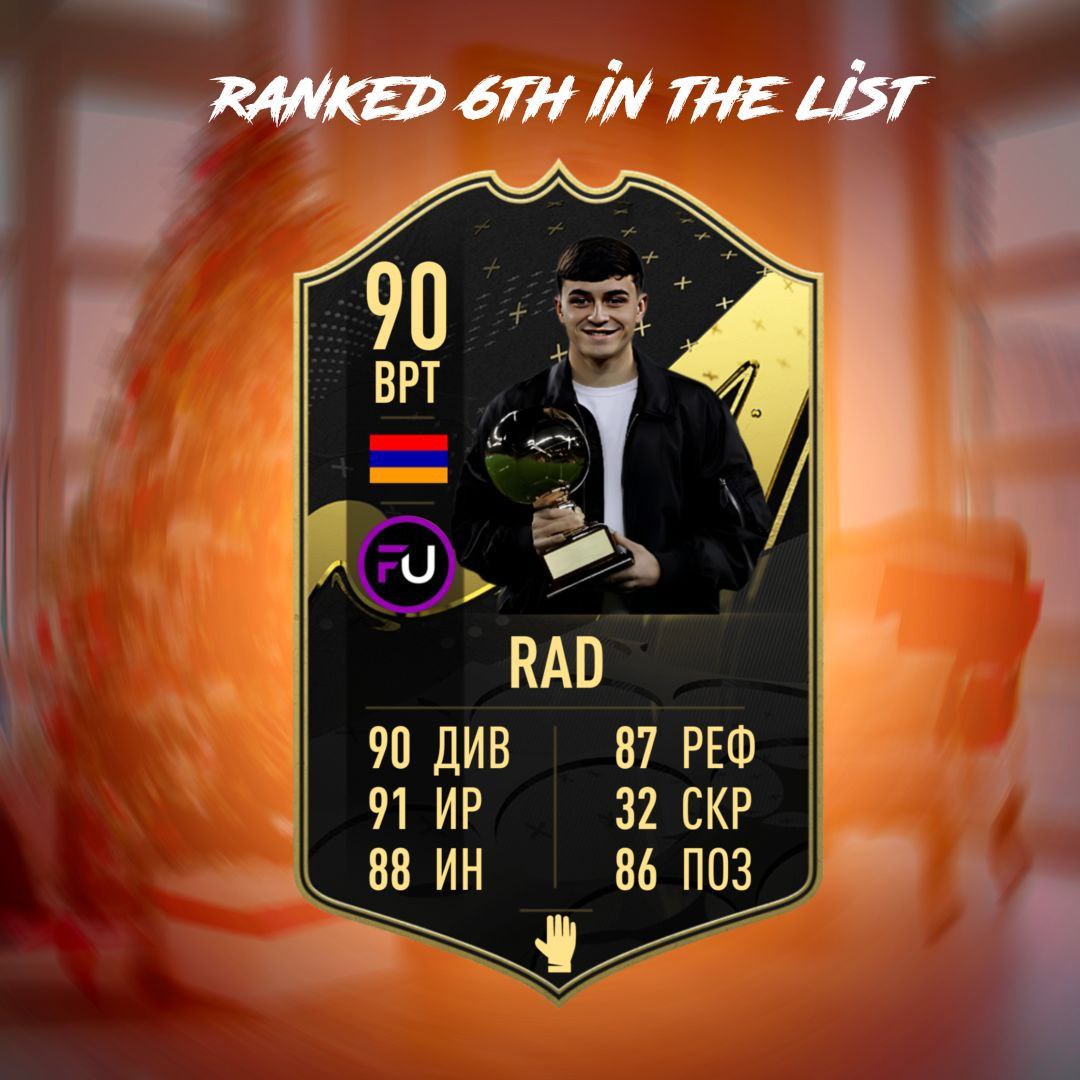 RANKED 6TH IN THE LIST
90
ВРТ
FU
RAD
90 ДИВ 87 РЕФ
91 ИР 32 СКР
88 ИН 86 ПОЗ